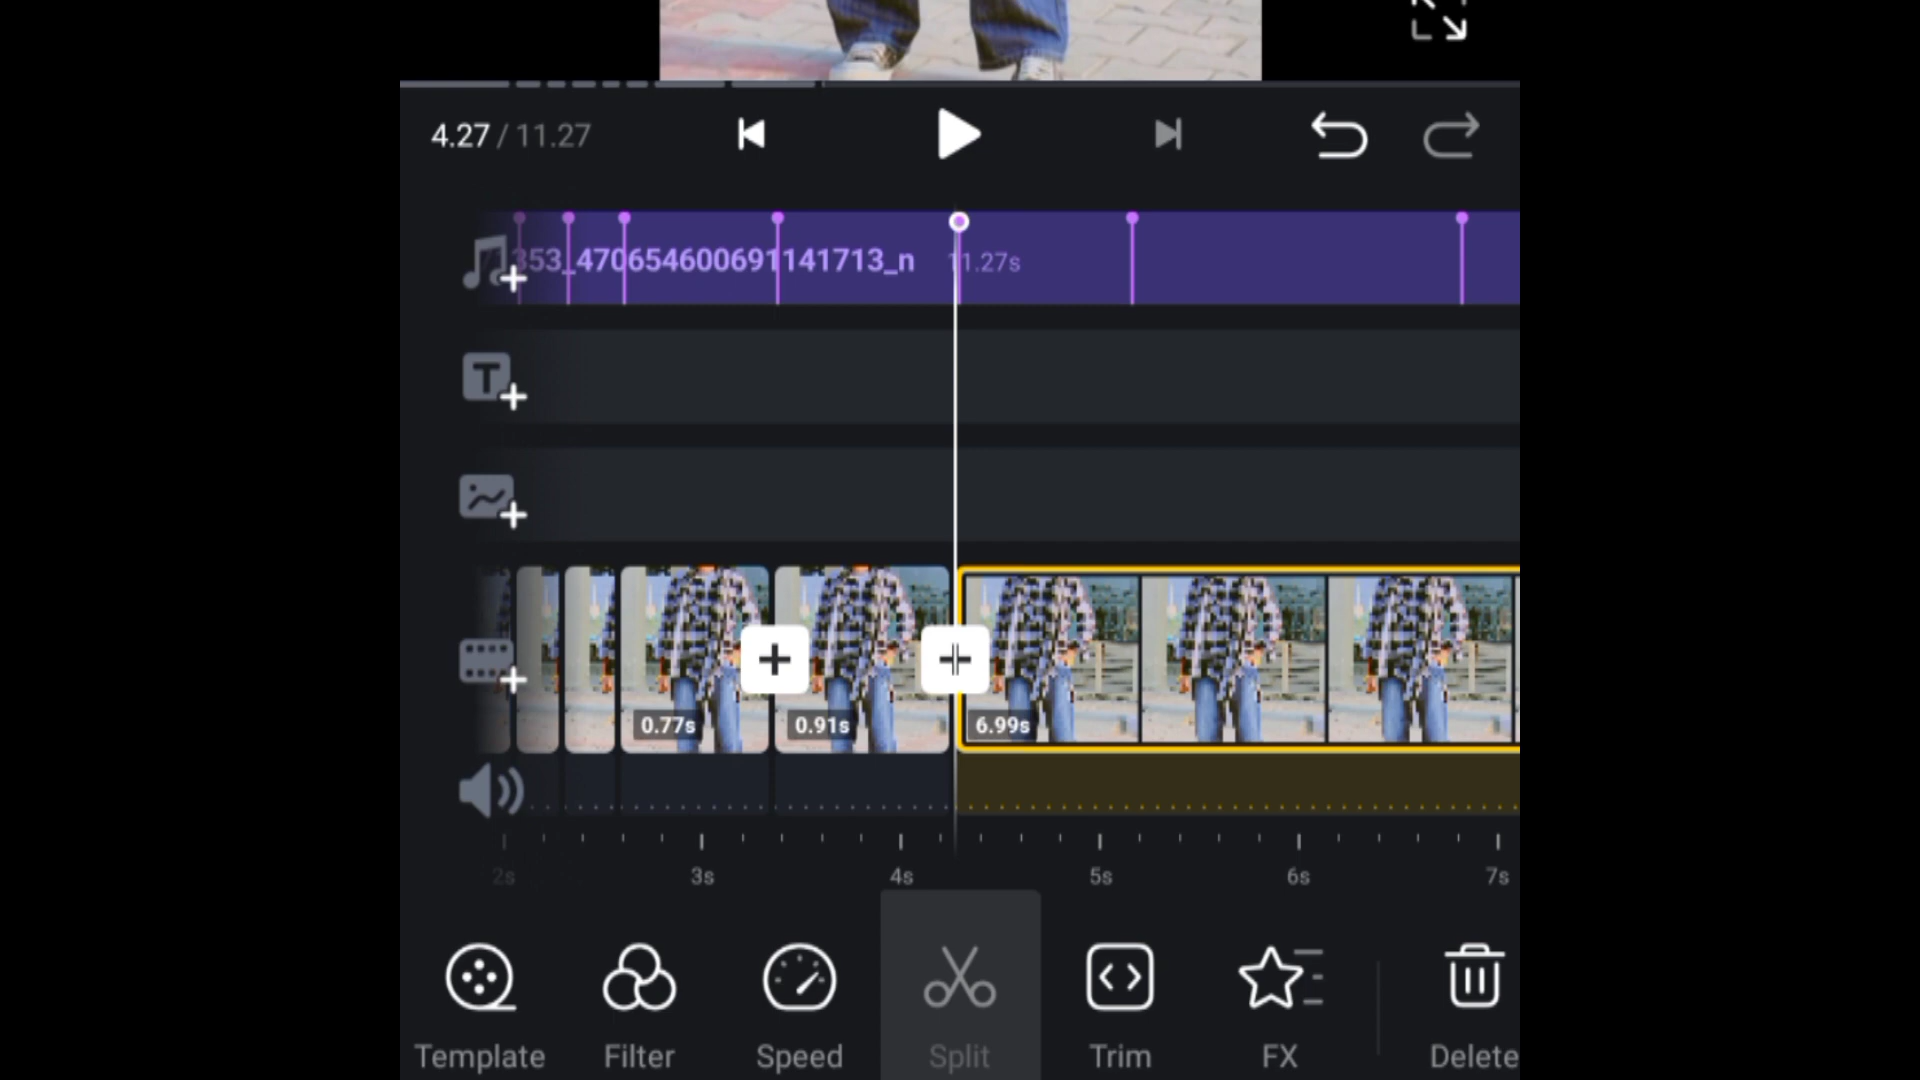 4.27 / 11.27
353_470654600691141713_n 11.27s
T
0.77s 0.91s 6.99s
2s 3s 4s 5s 6s 7s
Template Filter Speed Split Trim FX Delete